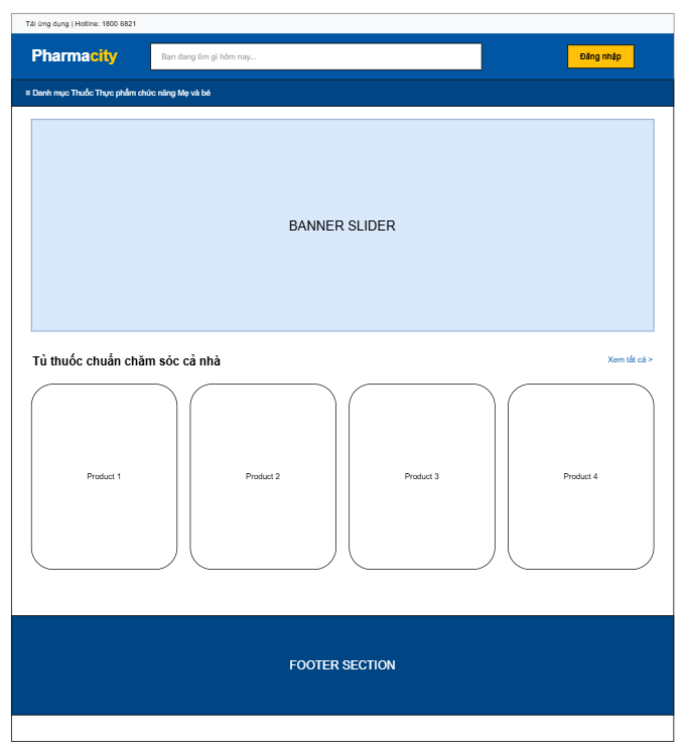 Tải ứng dụng | Hotline: 1800 6821
Pharmacity
Bạn đang tìm gì hôm nay...
Đăng nhập
≡ Danh mục Thuốc Thực phẩm chức năng Mẹ và bé
BANNER SLIDER
Tủ thuốc chuẩn chăm sóc cả nhà
Xem tất cả >
Product 1
Product 2
Product 3
Product 4
FOOTER SECTION